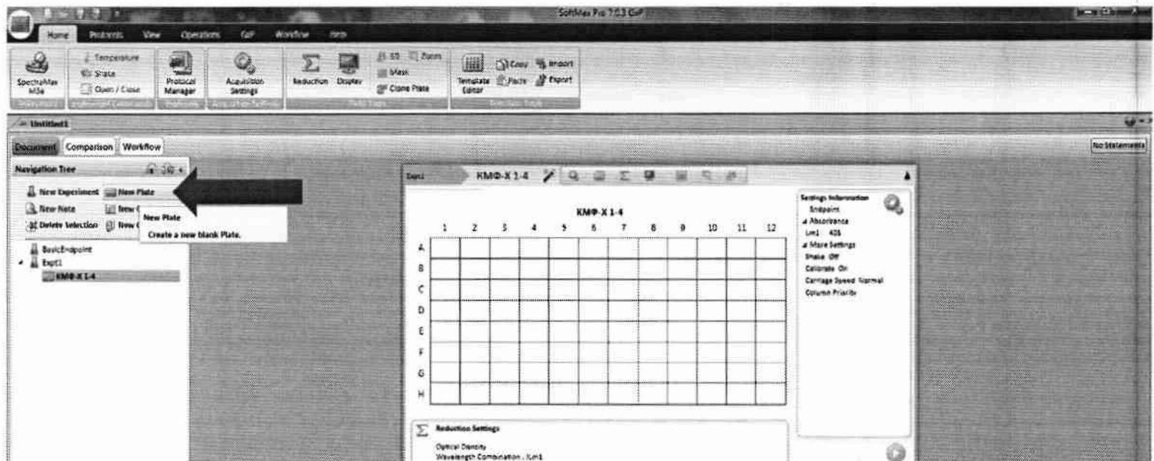 SoftMax Pro 7.0.3 GxP
Home Protocols View Operations GxP Workflow Help
SpectraMax M3e
Temperature
Shake
Open / Close
Protocol Manager
Acquisition Settings
Reduction Display
3D Zoom
Mask
Clone Plate
Template Editor
Copy Import
Paste Export
Untitled1
Document Comparison Workflow
No Statements
Navigation Tree
New Experiment New Plate
New Note New
Delete Selection New
New Plate
Create a new blank Plate.
BasicEndpoint
Expt1
КМФ-X 1-4
Expt1 КМФ-X 1-4
КМФ-X 1-4
1 2 3 4 5 6 7 8 9 10 11 12
A
B
C
D
E
F
G
H
Settings Information
Endpoint
Absorbance
Lm1
More Settings
Shake Off
Calibrate On
Carriage Speed Normal
Column Priority
Reduction Settings
Optical Density
Wavelength Combination : !Lm1